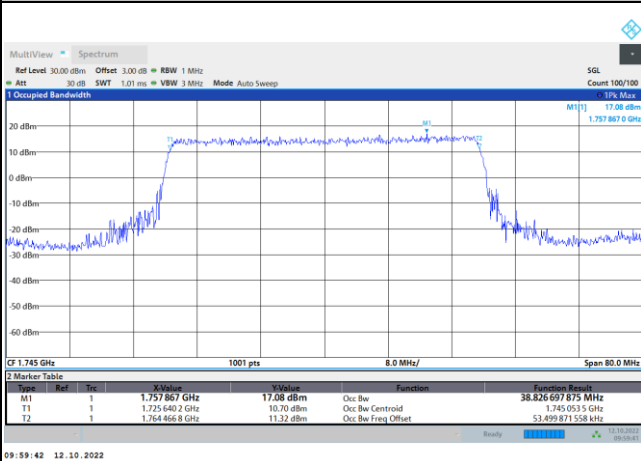 MultiView Spectrum
Ref Level 30.00 dBm Offset 3.00 dB RBW 1 MHz SGL
Att 30 dB SWT 1.01 ms VBW 3 MHz Mode Auto Sweep Count 100/100
1 Occupied Bandwidth 1Pk Max
M1[1] 17.08 dBm
1.757 867 0 GHz
20 dBm
M1
T1
T2
10 dBm
0 dBm
-10 dBm
-20 dBm
-30 dBm
-40 dBm
-50 dBm
-60 dBm
CF 1.745 GHz 1001 pts 8.0 MHz/ Span 80.0 MHz
2 Marker Table
Type Ref Trc X-Value Y-Value Function Function Result
M1 1 1.757867 GHz 17.08 dBm Occ Bw 38.826 697 875 MHz
T1 1 1.725 640 2 GHz 10.70 dBm Occ Bw Centroid 1.745 053 5 GHz
T2 1 1.764 466 8 GHz 11.32 dBm Occ Bw Freq Offset 53.499 871 558 kHz
Ready 12.10.2022
09:59:41
09:59:42 12.10.2022